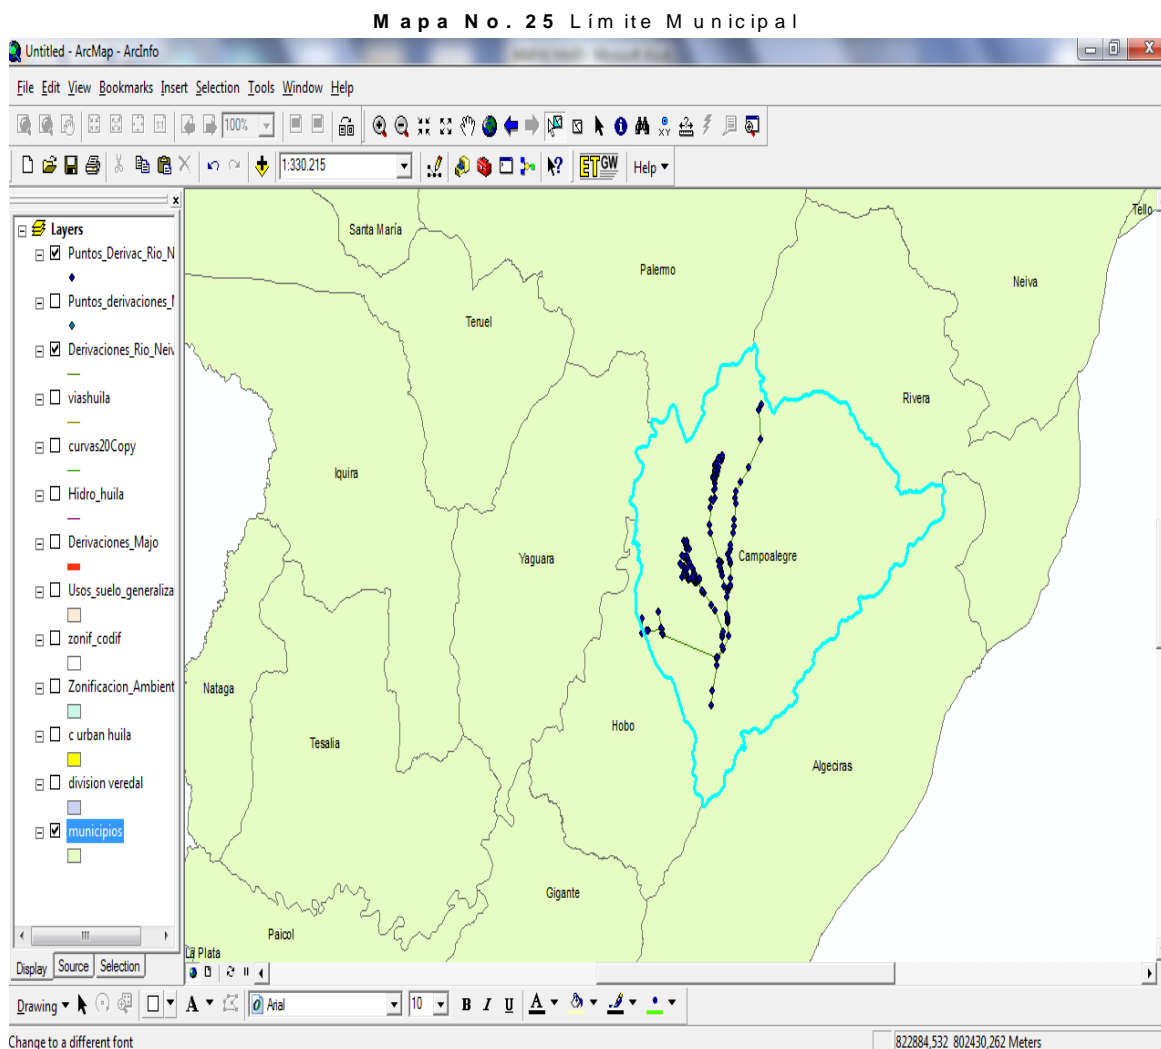 Mapa No. 25 Límite Municipal
Untitled - ArcMap - ArcInfo
File Edit View Bookmarks Insert Selection Tools Window Help
100%
1:330.215
ET GW Help
Layers
Puntos_Derivac_Rio_N
Puntos_derivaciones_
Derivaciones_Rio_Neiv
viashuila
curvas20Copy
Hidro_huila
Derivaciones_Majo
Usos_suelo_generaliza
zonif_codif
Zonificacion_Ambient
c urban huila
division veredal
municipios
Display Source Selection
Santa María
Tello
Palermo
Neiva
Teruel
Rivera
Iquira
Yaguara
Campoalegre
Nataga
Tesalia
Hobo
Algeciras
Gigante
Paicol
La Plata
Drawing A Arial 10 B I U A
Change to a different font
822884,532 802430,262 Meters